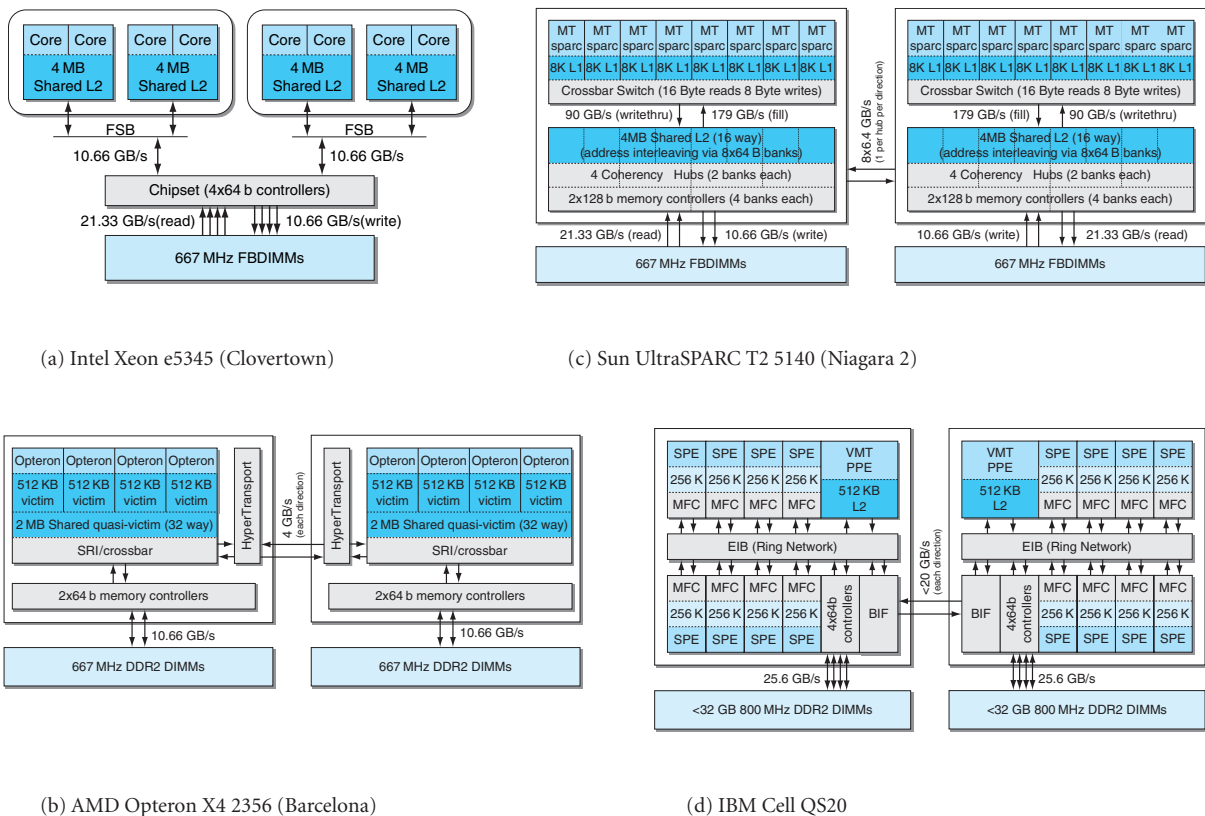 Core Core Core Core Core Core Core Core
4 MB 4 MB 4 MB 4 MB
Shared L2 Shared L2 Shared L2 Shared L2
FSB FSB
10.66 GB/s 10.66 GB/s
Chipset (4x64 b controllers)
21.33 GB/s(read) 10.66 GB/s(write)
667 MHz FBDIMMs
(a) Intel Xeon e5345 (Clovertown)
MT MT MT MT MT MT MT MT
sparc sparc sparc sparc sparc sparc sparc sparc
8K L1 8K L1 8K L1 8K L1 8K L1 8K L1 8K L1 8K L1
Crossbar Switch (16 Byte reads 8 Byte writes)
90 GB/s (writethru) 179 GB/s (fill)
4MB Shared L2 (16 way)
(address interleaving via 8x64 B banks)
4 Coherency Hubs (2 banks each)
2x128 b memory controllers (4 banks each)
21.33 GB/s (read) 10.66 GB/s (write)
667 MHz FBDIMMs
8x6.4 GB/s
(1 per hub per direction)
MT MT MT MT MT MT MT MT
sparc sparc sparc sparc sparc sparc sparc sparc
8K L1 8K L1 8K L1 8K L1 8K L1 8K L1 8K L1 8K L1
Crossbar Switch (16 Byte reads 8 Byte writes)
179 GB/s (fill) 90 GB/s (writethru)
4MB Shared L2 (16 way)
(address interleaving via 8x64 B banks)
4 Coherency Hubs (2 banks each)
2x128 b memory controllers (4 banks each)
10.66 GB/s (write) 21.33 GB/s (read)
667 MHz FBDIMMs
(c) Sun UltraSPARC T2 5140 (Niagara 2)
Opteron Opteron Opteron Opteron
512 KB 512 KB 512 KB 512 KB
victim victim victim victim
2 MB Shared quasi-victim (32 way)
SRI/crossbar
2x64 b memory controllers
10.66 GB/s
667 MHz DDR2 DIMMs
HyperTransport
4 GB/s
(each direction)
HyperTransport
Opteron Opteron Opteron Opteron
512 KB 512 KB 512 KB 512 KB
victim victim victim victim
2 MB Shared quasi-victim (32 way)
SRI/crossbar
2x64 b memory controllers
10.66 GB/s
667 MHz DDR2 DIMMs
(b) AMD Opteron X4 2356 (Barcelona)
SPE SPE SPE SPE VMT
PPE
256 K 256 K 256 K 256 K
MFC MFC MFC MFC 512 KB
L2
EIB (Ring Network)
MFC MFC MFC MFC
256 K 256 K 256 K 256 K
SPE SPE SPE SPE
4x64b
controllers
BIF
25.6 GB/s
<32 GB 800 MHz DDR2 DIMMs
<20 GB/s
(each direction)
VMT SPE SPE SPE SPE
PPE
256 K 256 K 256 K 256 K
512 KB MFC MFC MFC MFC
L2
EIB (Ring Network)
BIF
4x64b
controllers
MFC MFC MFC MFC
256 K 256 K 256 K 256 K
SPE SPE SPE SPE
25.6 GB/s
<32 GB 800 MHz DDR2 DIMMs
(d) IBM Cell QS20